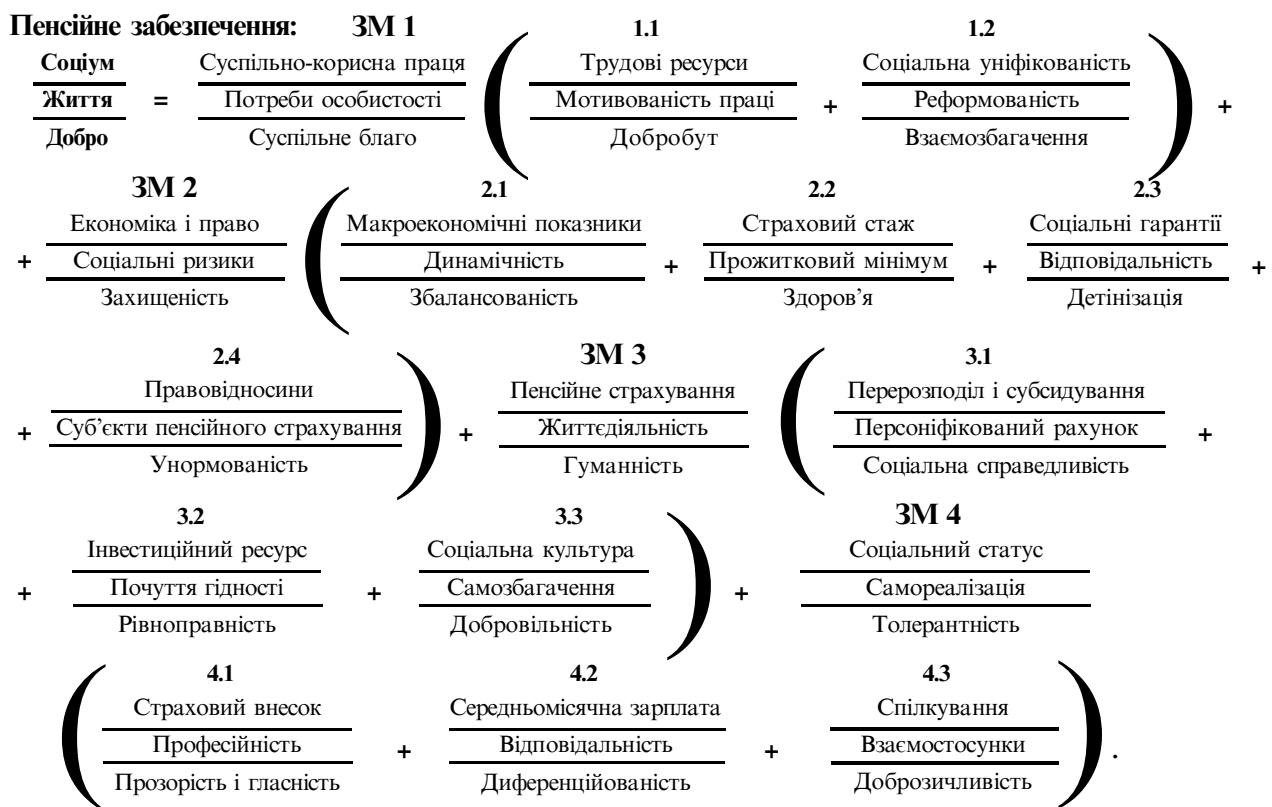 Пенсійне забезпечення: ЗМ 1 1.1 1.2
Соціум Суспільно-корисна праця Трудові ресурси Соціальна уніфікованість
Життя = Потреби особистості ( Мотивованість праці + Реформованість ) +
Добро Суспільне благо Добробут Взаємозбагачення
ЗМ 2 2.1 2.2 2.3
Економіка і право Макроекономічні показники Страховий стаж Соціальні гарантії
+ Соціальні ризики ( Динамічність + Прожитковий мінімум + Відповідальність +
Захищеність Збалансованість Здоров’я Детінізація
2.4 ЗМ 3 3.1
Правовідносини Пенсійне страхування Перерозподіл і субсидування
+ Суб’єкти пенсійного страхування ) + Життєдіяльність ( Персоніфікований рахунок +
Унормованість Гуманність Соціальна справедливість
3.2 3.3 ЗМ 4
Інвестиційний ресурс Соціальна культура Соціальний статус
+ Почуття гідності + Самозбагачення ) + Самореалізація
Рівноправність Добровільність Толерантність
4.1 4.2 4.3
Страховий внесок Середньомісячна зарплата Спілкування
( Професійність + Відповідальність + Взаємостосунки ) .
Прозорість і гласність Диференційованість Доброзичливість